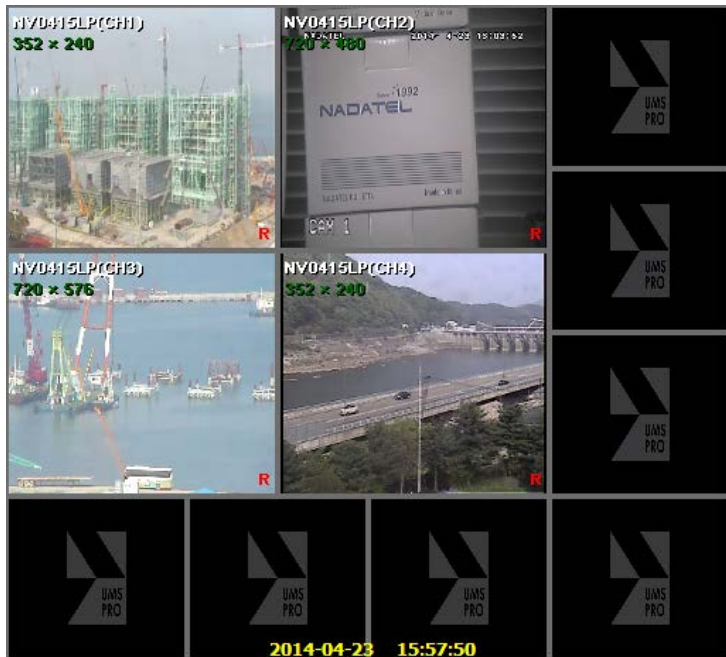 NV0415LP(CH1)
352 × 240
R
NV0415LP(CH2)
720 × 480
NADATEL
1992
NADATEL
CAM 1
R
UMS
PRO
UMS
PRO
NV0415LP(CH3)
720 × 576
R
NV0415LP(CH4)
352 × 240
R
UMS
PRO
UMS
PRO
UMS
PRO
UMS
PRO
UMS
PRO
2014-04-23 15:57:50